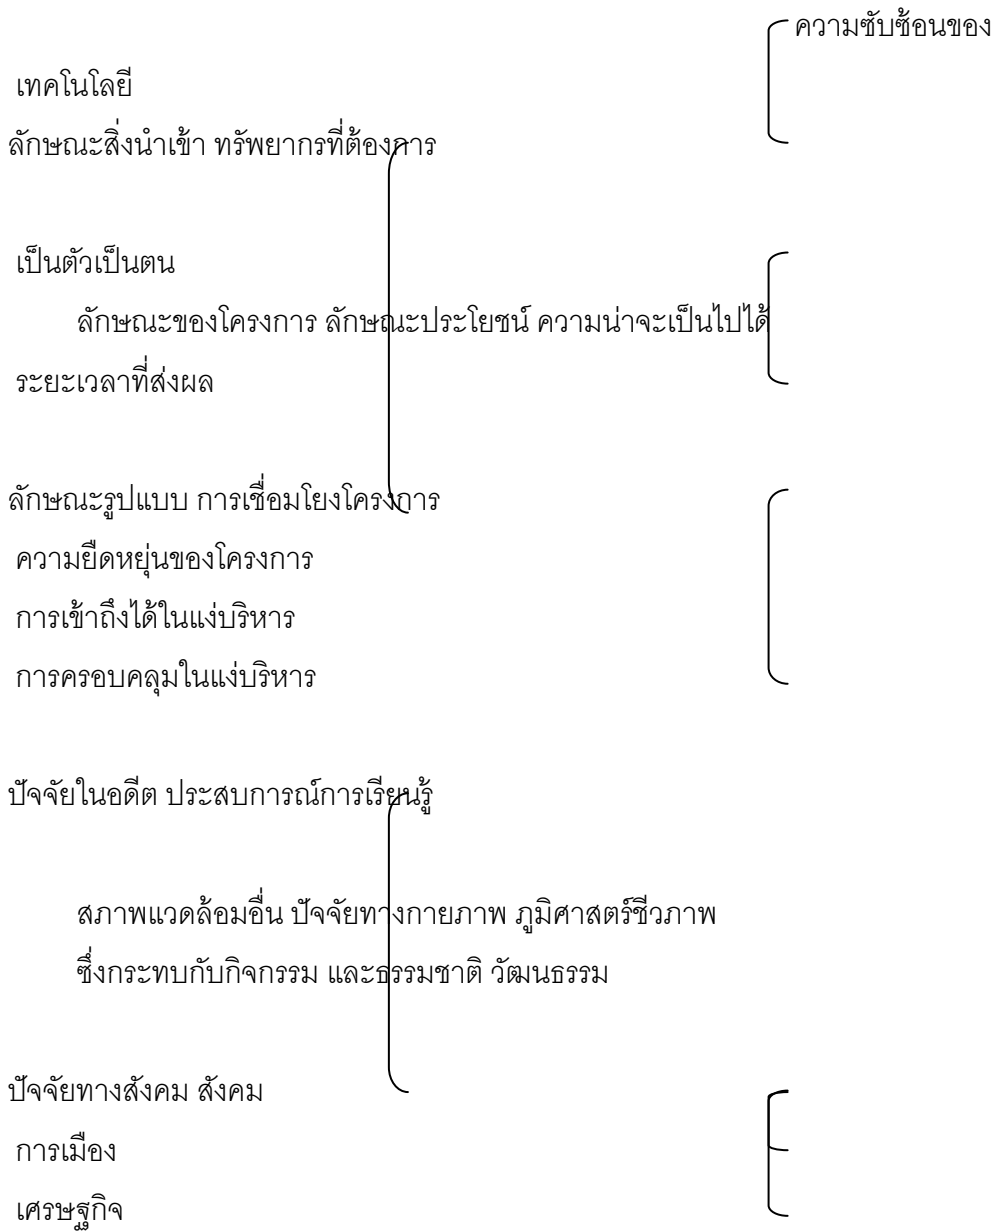 ความซับซ้อนของ
เทคโนโลยี
ลักษณะสิ่งนำเข้า ทรัพยากรที่ต้องการ
เป็นตัวเป็นตน
ลักษณะของโครงการ ลักษณะประโยชน์ ความน่าจะเป็นไปได้
ระยะเวลาที่ส่งผล
ลักษณะรูปแบบ การเชื่อมโยงโครงการ
ความยืดหยุ่นของโครงการ
การเข้าถึงได้ในแง่บริหาร
การครอบคลุมในแง่บริหาร
ปัจจัยในอดีต ประสบการณ์การเรียนรู้
สภาพแวดล้อมอื่น ปัจจัยทางกายภาพ ภูมิศาสตร์ชีวภาพ
ซึ่งกระทบกับกิจกรรม และธรรมชาติ วัฒนธรรม
ปัจจัยทางสังคม สังคม
การเมือง
เศรษฐกิจ